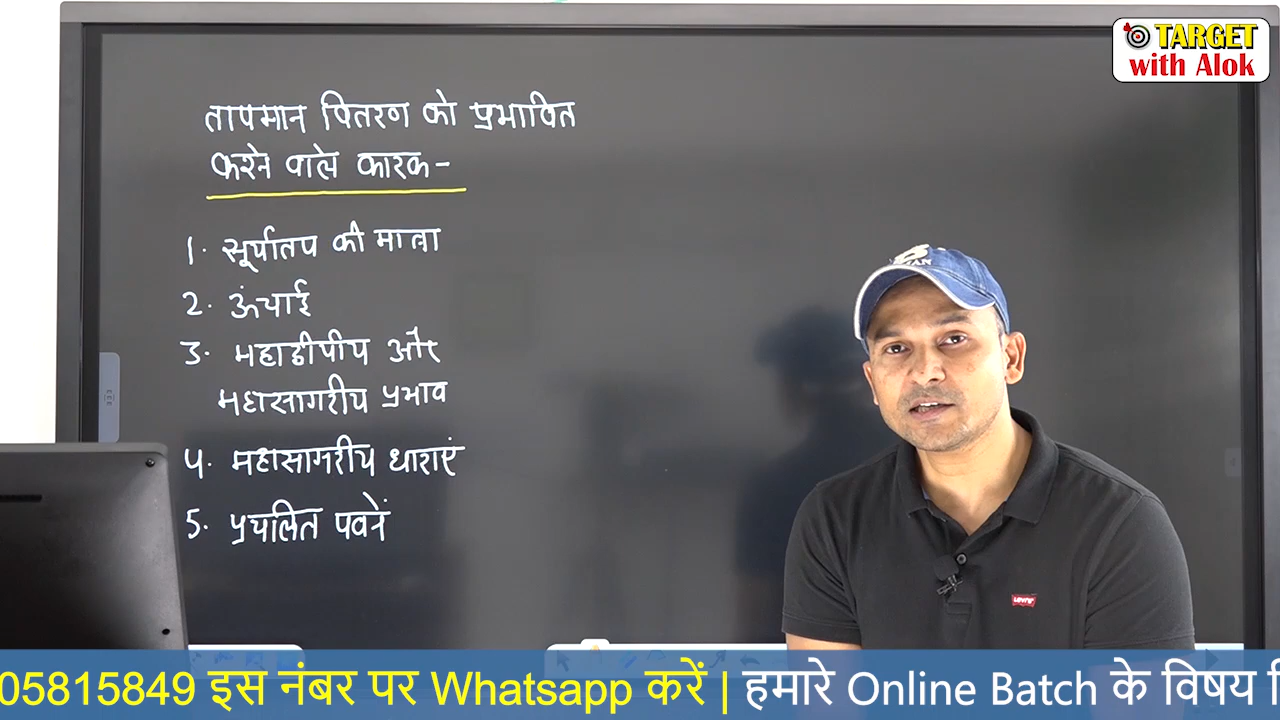 TARGET
with Alok
तापमान वितरण को प्रभावित
करने वाले कारक-
1. सूर्यातप की मात्रा
2. ऊंचाई
3. महाद्वीपीय और
महासागरीय प्रभाव
4. महासागरीय धाराएं
5. प्रचलित पवनें
Levi's
05815849 इस नंबर पर Whatsapp करें | हमारे Online Batch के विषय